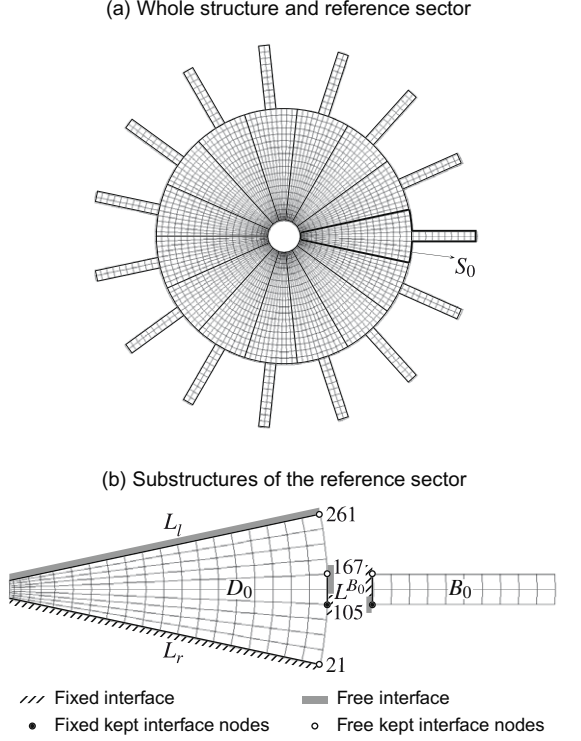 (a) Whole structure and reference sector
S0
(b) Substructures of the reference sector
261
Ll
167
D0
LB0
B0
105
Lr
21
Fixed interface
Free interface
Fixed kept interface nodes
Free kept interface nodes